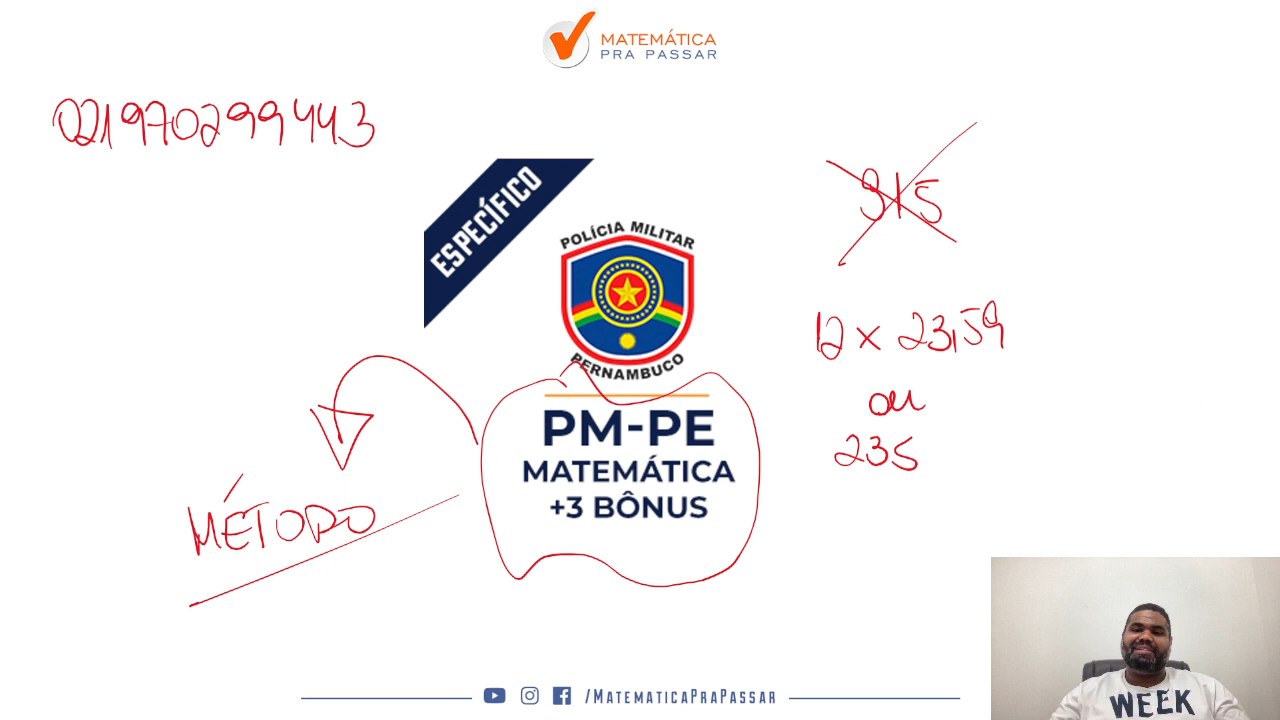 MATEMÁTICA
PRA PASSAR
021970299443
ESPECÍFICO
POLÍCIA MILITAR
PERNAMBUCO
315
12 x 23,59
ou
235
PM-PE
MATEMÁTICA
+3 BÔNUS
MÉTODO
WEEK
/MATEMATICAPRAPASSAR